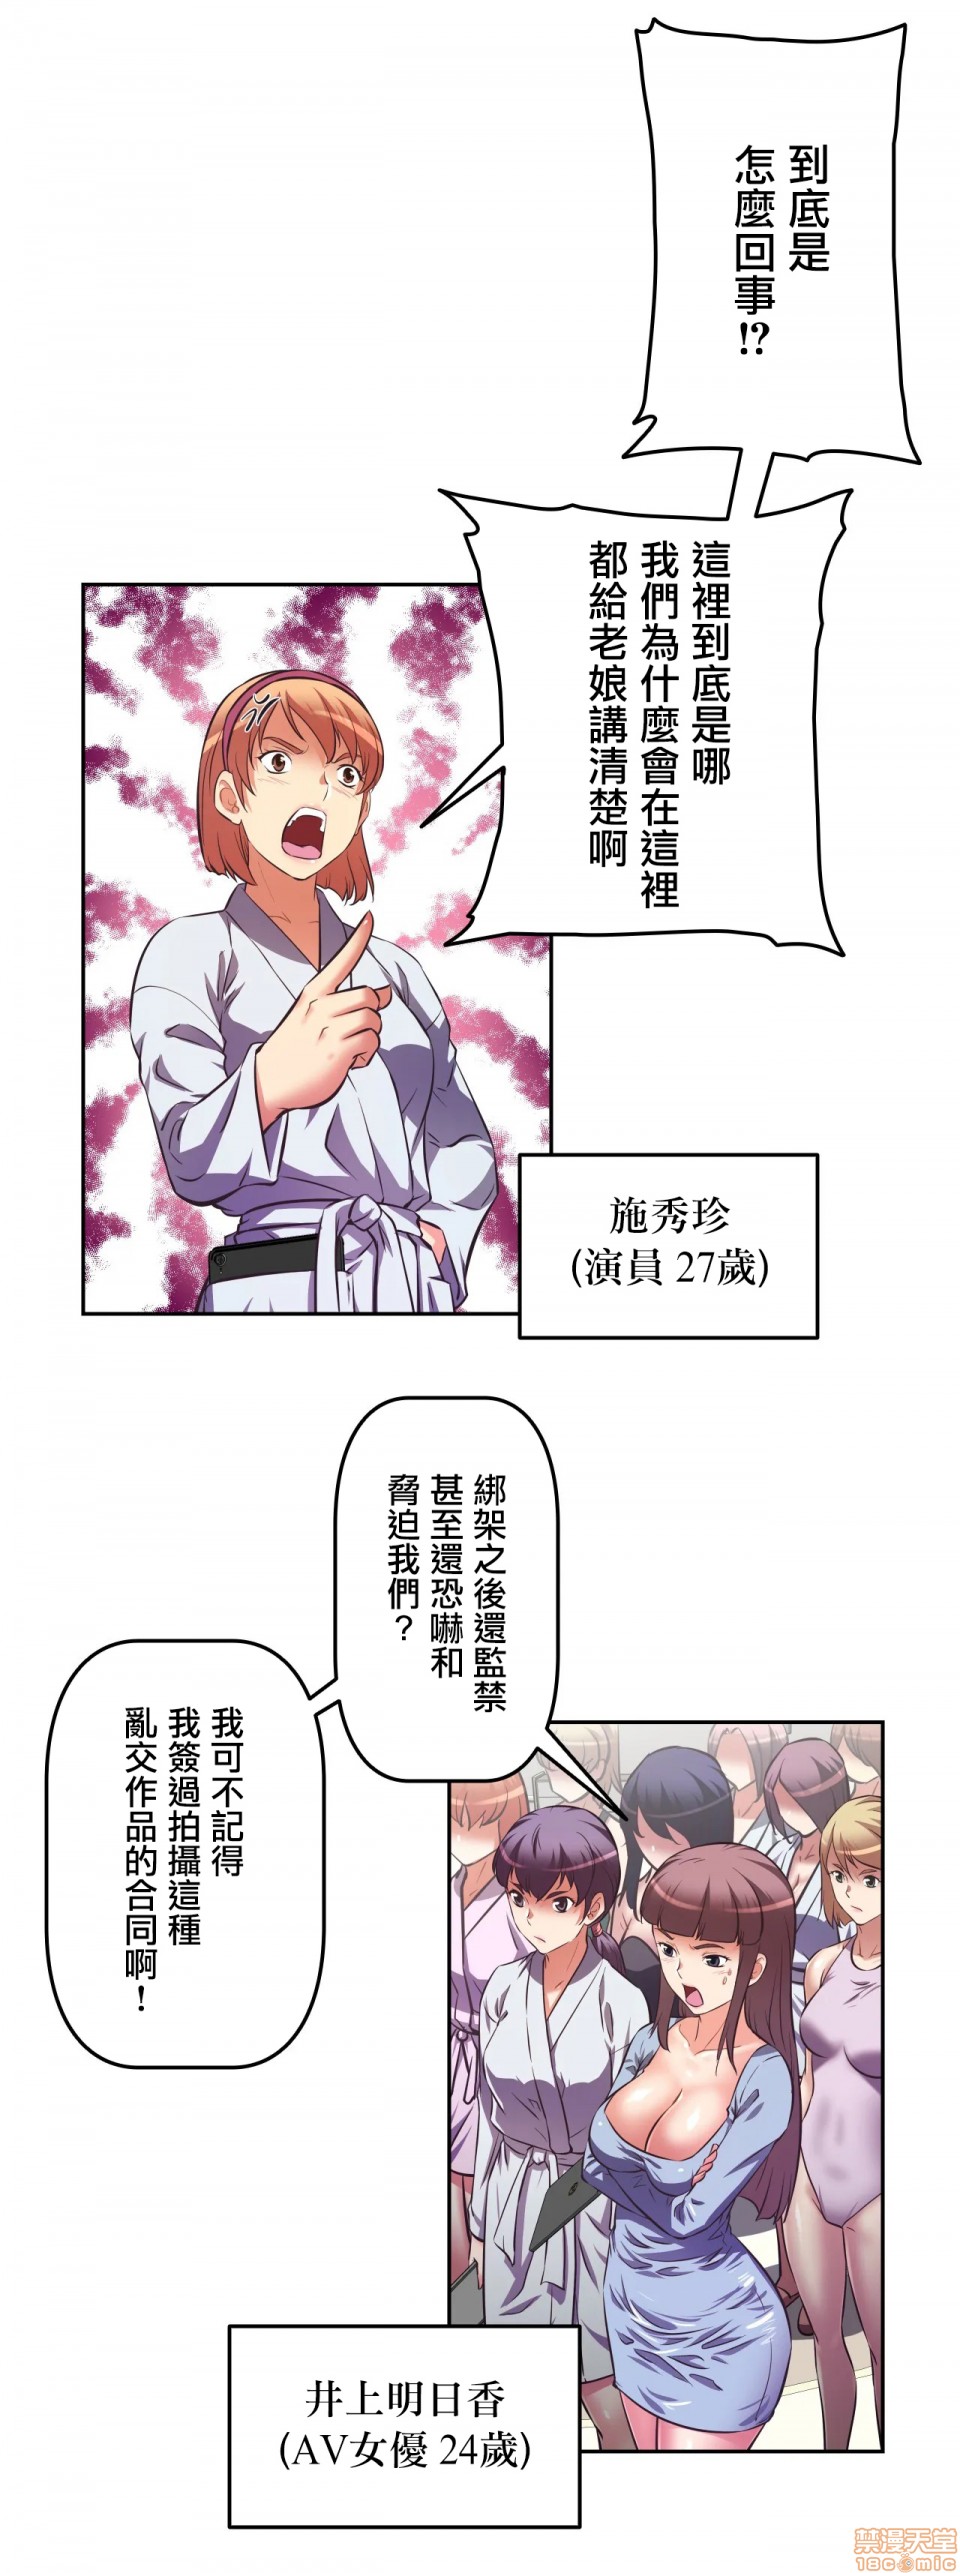 到底是
怎麼回事!?
這裡到底是哪
我們為什麼會在這裡
都給老娘講清楚啊
施秀珍
(演員 27歲)
綁架之後還監禁
甚至還恐嚇和
脅迫我們？
我可不記得
我簽過拍攝這種
亂交作品的合同啊！
井上明日香
(AV女優 24歲)
禁漫天堂
18comic